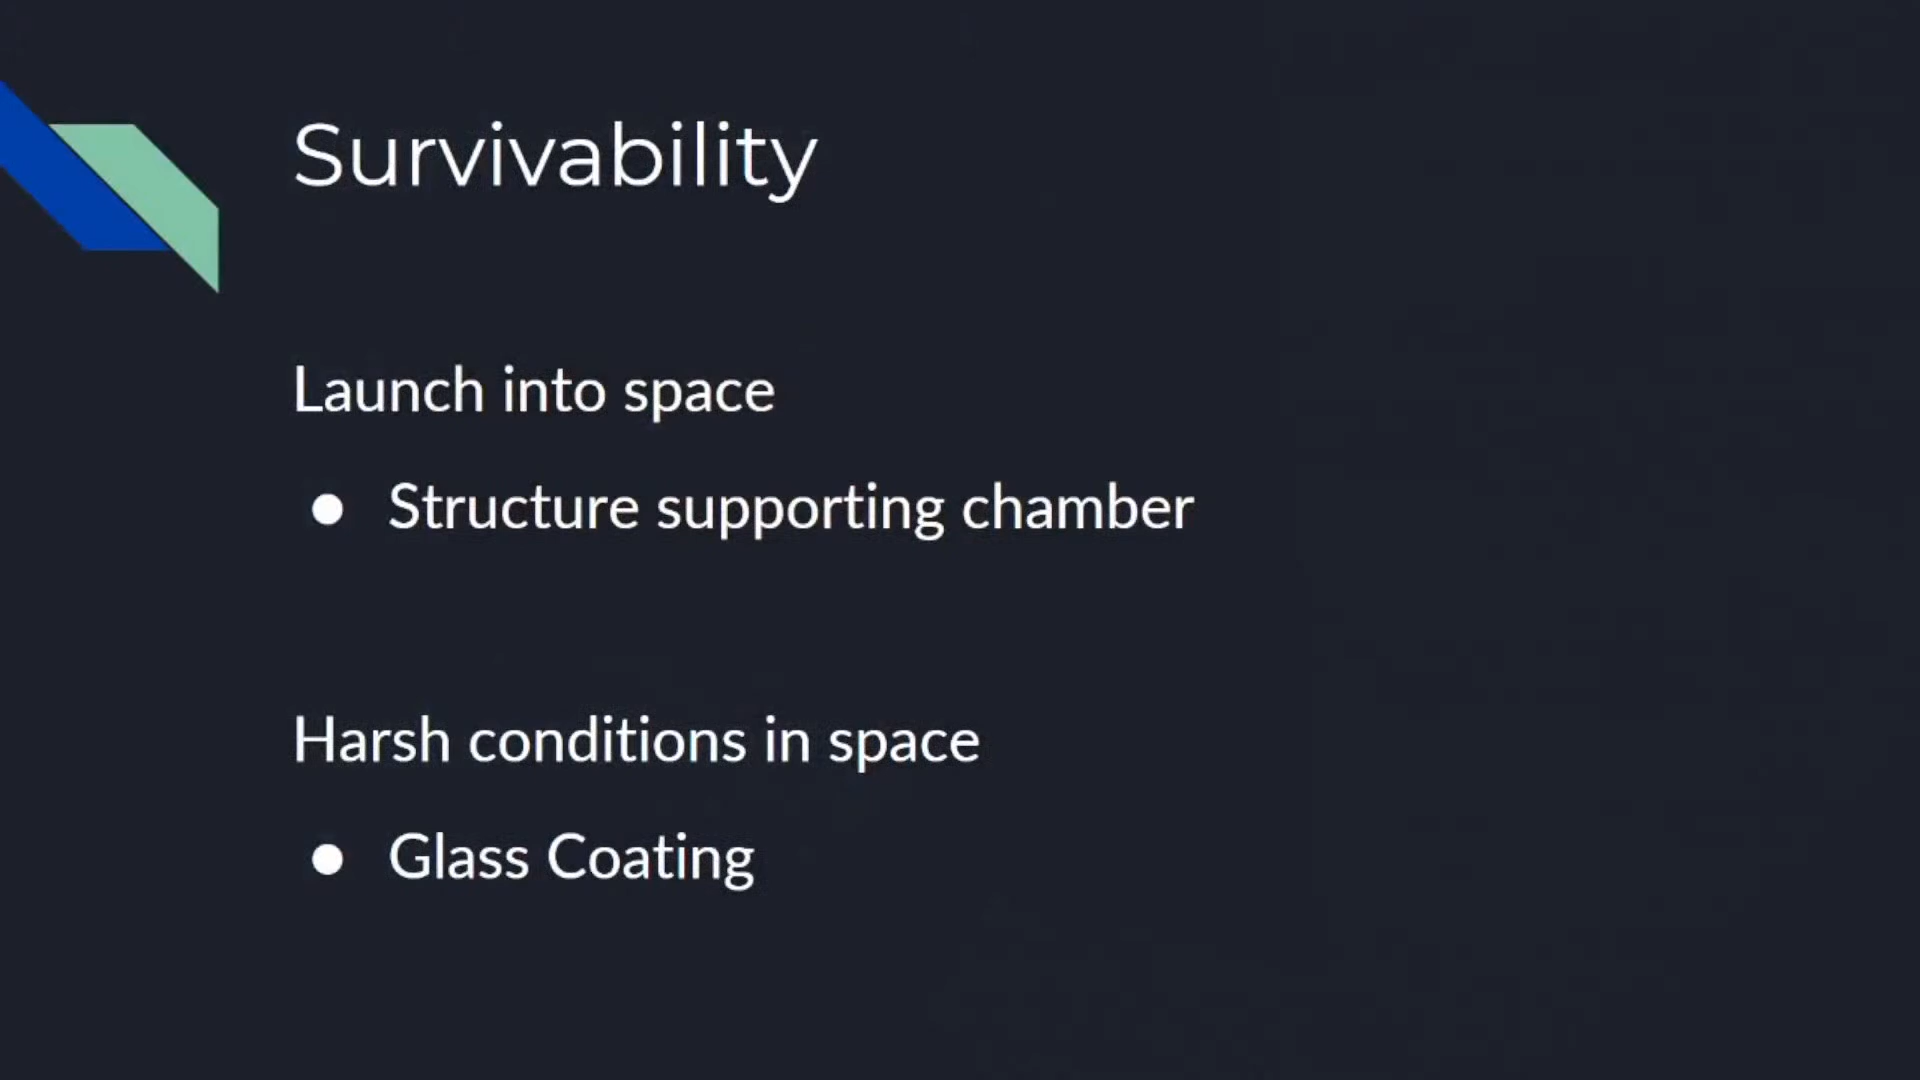 Survivability
Launch into space
● Structure supporting chamber
Harsh conditions in space
● Glass Coating